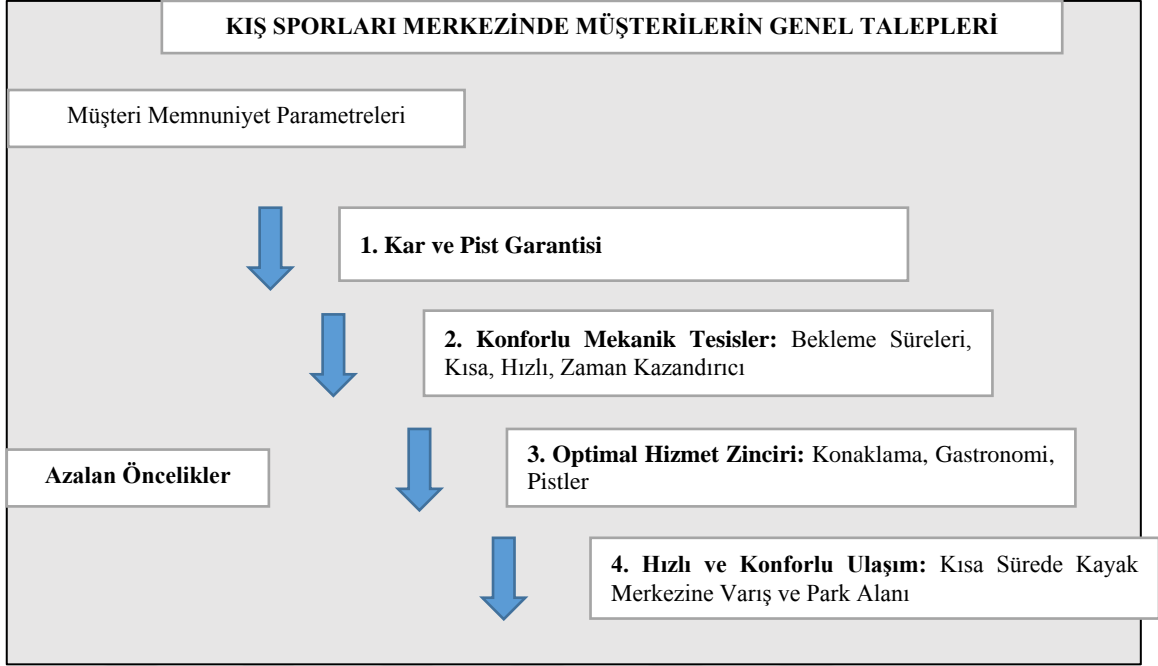 KIŞ SPORLARI MERKEZİNDE MÜŞTERİLERİN GENEL TALEPLERİ
Müşteri Memnuniyet Parametreleri
1. Kar ve Pist Garantisi
2. Konforlu Mekanik Tesisler: Bekleme Süreleri,
Kısa, Hızlı, Zaman Kazandırıcı
3. Optimal Hizmet Zinciri: Konaklama, Gastronomi,
Pistler
Azalan Öncelikler
4. Hızlı ve Konforlu Ulaşım: Kısa Sürede Kayak
Merkezine Varış ve Park Alanı